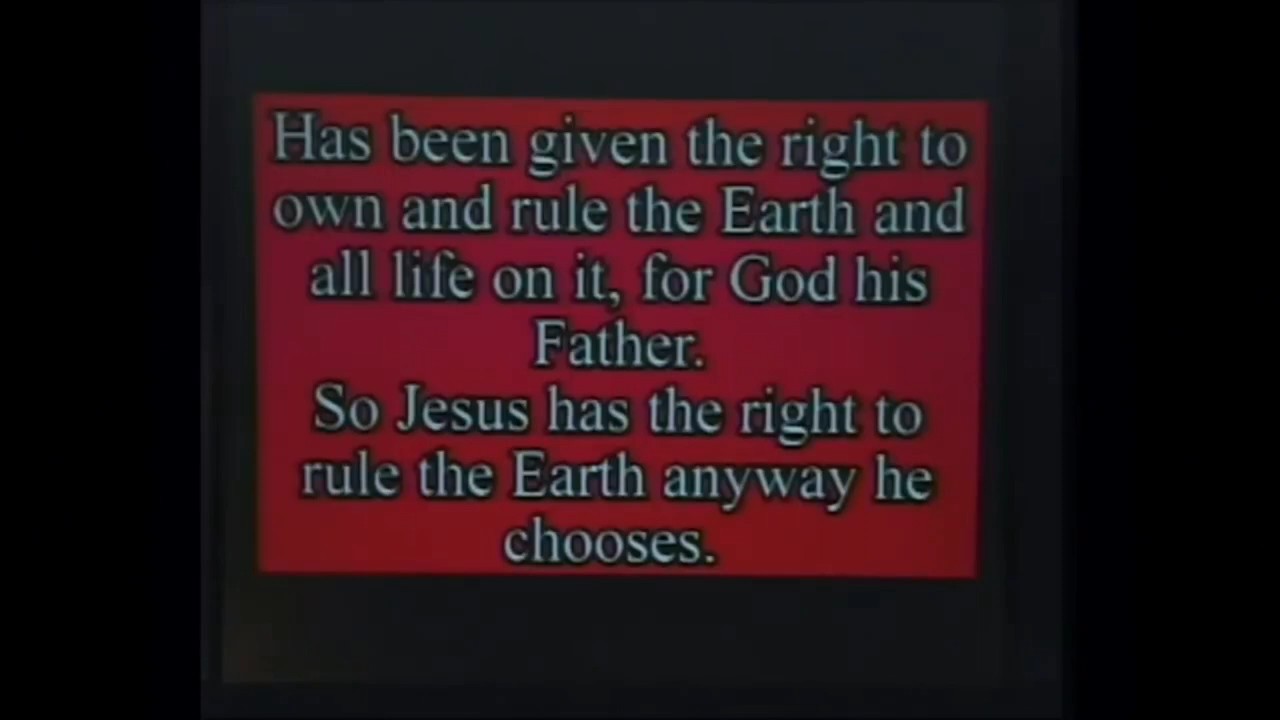 Has been given the right to
own and rule the Earth and
all life on it, for God his
Father.
So Jesus has the right to
rule the Earth anyway he
chooses.